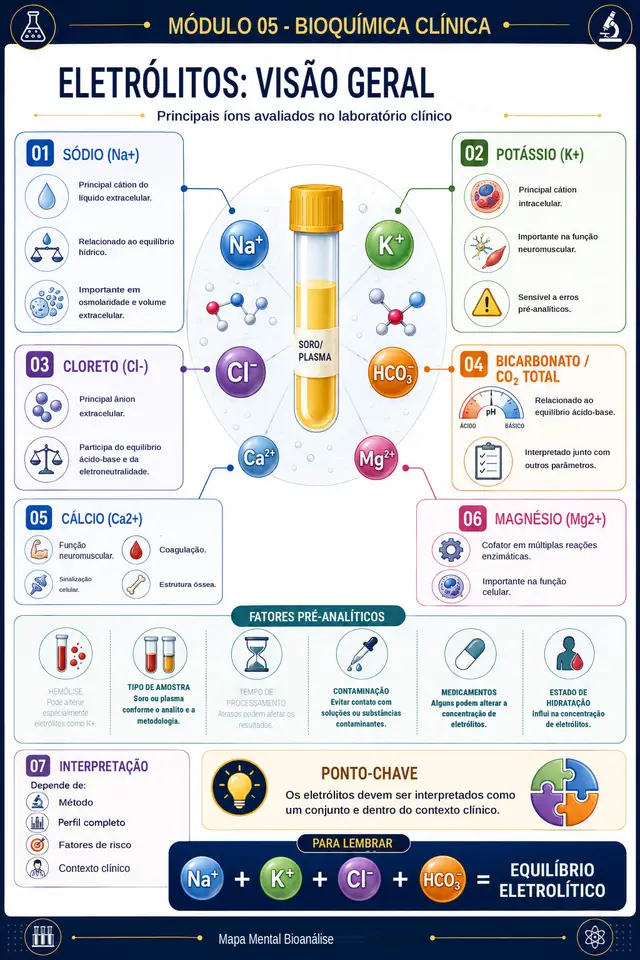 MÓDULO 05 - BIOQUÍMICA CLÍNICA
ELETRÓLITOS: VISÃO GERAL
Principais íons avaliados no laboratório clínico
01 SÓDIO (Na+)
Principal cátion do
líquido extracelular.
Relacionado ao equilíbrio
hídrico.
Importante em
osmolaridade e volume
extracelular.
02 POTÁSSIO (K+)
Principal cátion
intracelular.
Importante na função
neuromuscular.
Sensível a erros
pré-analíticos.
Na⁺
K⁺
SORO/
PLASMA
Cl⁻
HCO₃⁻
Ca²⁺
Mg²⁺
03 CLORETO (Cl-)
Principal ânion
extracelular.
Participa do equilíbrio
ácido-base e da
eletroneutralidade.
04 BICARBONATO /
CO₂ TOTAL
pH
ÁCIDO
BÁSICO
Relacionado ao
equilíbrio ácido-base.
Interpretado junto com
outros parâmetros.
05 CÁLCIO (Ca2+)
Função
neuromuscular.
Coagulação.
Sinalização
celular.
Estrutura óssea.
06 MAGNÉSIO (Mg2+)
Cofator em múltiplas reações
enzimáticas.
Importante na função
celular.
FATORES PRÉ-ANALÍTICOS
HEMÓLISE
Pode alterar
especialmente
eletrólitos como K+.
TIPO DE AMOSTRA
Soro ou plasma
conforme o analito e a
metodologia.
TEMPO DE
PROCESSAMENTO
Atrasos podem afetar os
resultados.
CONTAMINAÇÃO
Evitar contato com
soluções ou substâncias
contaminantes.
MEDICAMENTOS
Alguns podem alterar a
concentração de
eletrólitos.
ESTADO DE
HIDRATAÇÃO
Influi na concentração
de eletrólitos.
07 INTERPRETAÇÃO
Depende de:
Método
Perfil completo
Fatores de risco
Contexto clínico
PONTO-CHAVE
Os eletrólitos devem ser interpretados como
um conjunto e dentro do contexto clínico.
PARA LEMBRAR
Na⁺ + K⁺ + Cl⁻ + HCO₃⁻ = EQUILÍBRIO
ELETROLÍTICO
Mapa Mental Bioanálise